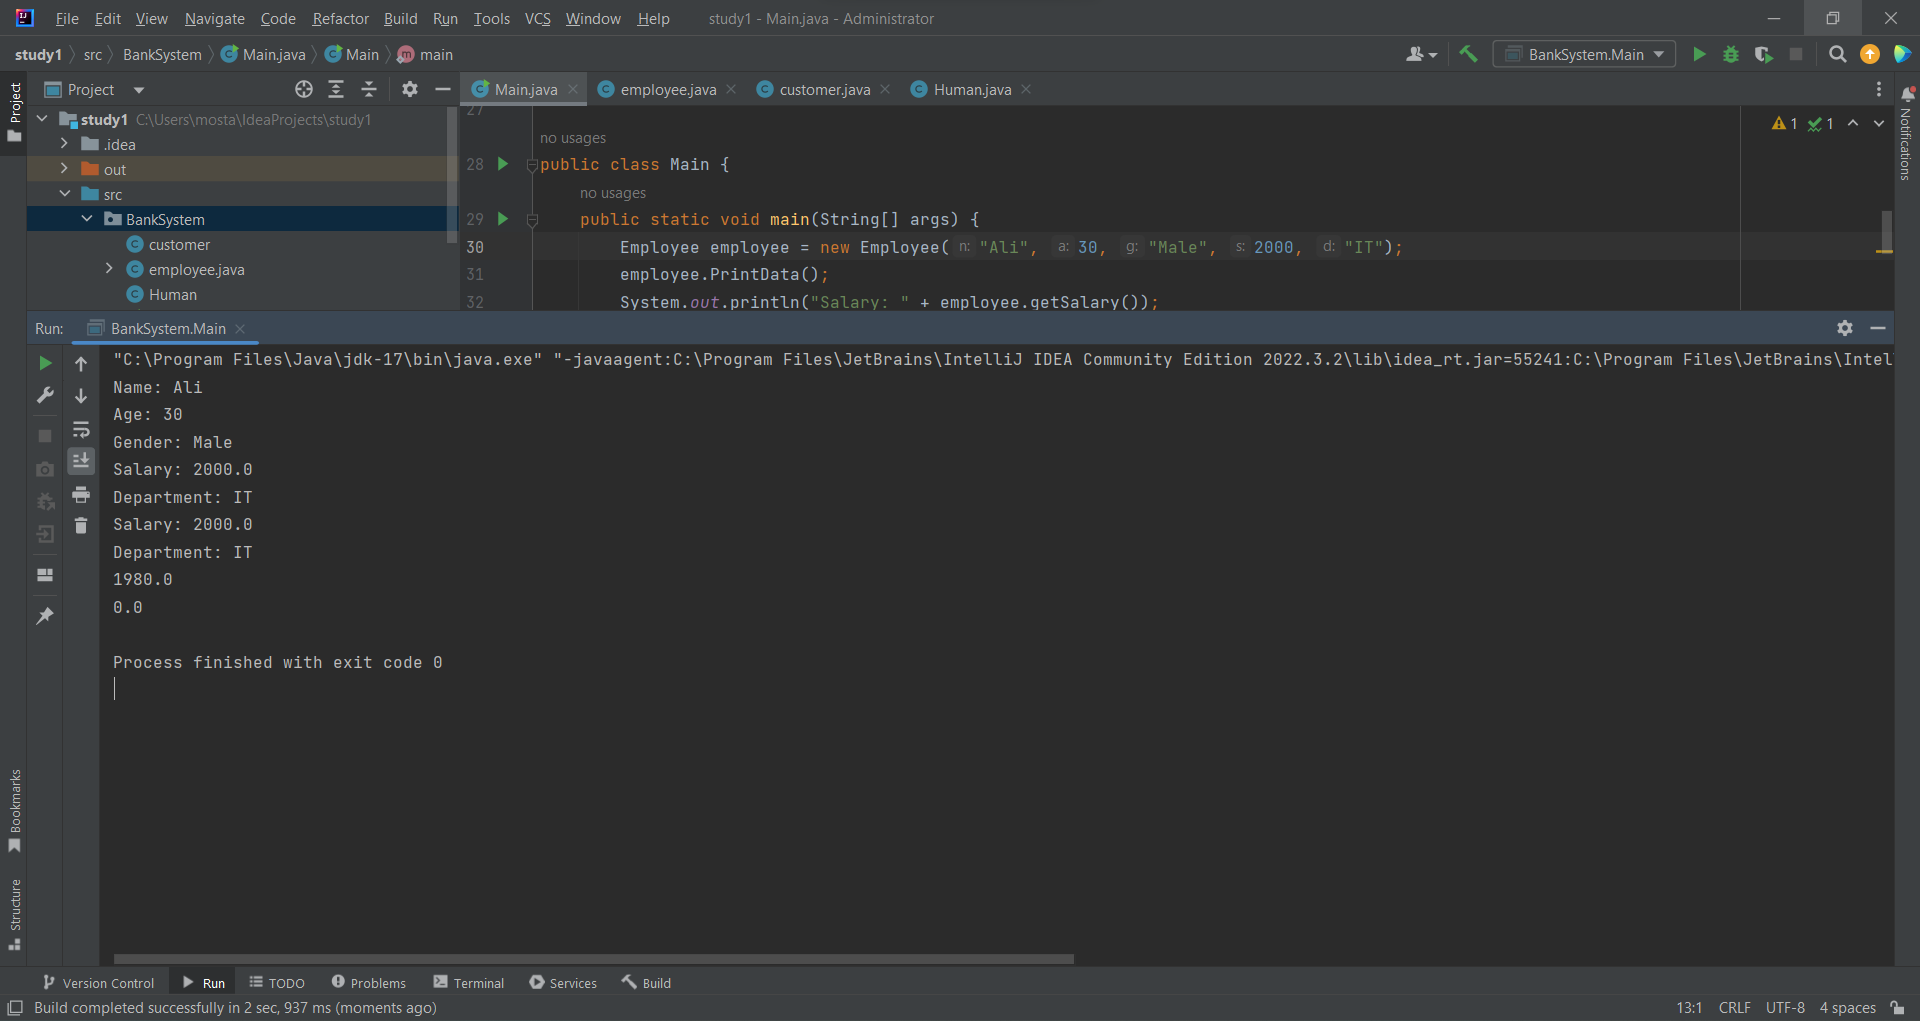 File Edit View Navigate Code Refactor Build Run Tools VCS Window Help study1 - Main.java - Administrator
study1 src BankSystem Main.java Main main BankSystem.Main
Project
Main.java employee.java customer.java Human.java
Project
Notifications
study1 C:\Users\mosta\IdeaProjects\study1
.idea
out
src
BankSystem
customer
employee.java
Human
27
1 1
no usages
28 public class Main {
no usages
29 public static void main(String[] args) {
30 Employee employee = new Employee( n: "Ali", a: 30, g: "Male", s: 2000, d: "IT");
31 employee.PrintData();
32 System.out.println("Salary: " + employee.getSalary());
Run: BankSystem.Main
"C:\Program Files\Java\jdk-17\bin\java.exe" "-javaagent:C:\Program Files\JetBrains\IntelliJ IDEA Community Edition 2022.3.2\lib\idea_rt.jar=55241:C:\Program Files\JetBrains\Intel
Name: Ali
Age: 30
Gender: Male
Salary: 2000.0
Department: IT
Salary: 2000.0
Department: IT
1980.0
0.0
Process finished with exit code 0
Bookmarks
Structure
Version Control Run TODO Problems Terminal Services Build
Build completed successfully in 2 sec, 937 ms (moments ago) 13:1 CRLF UTF-8 4 spaces